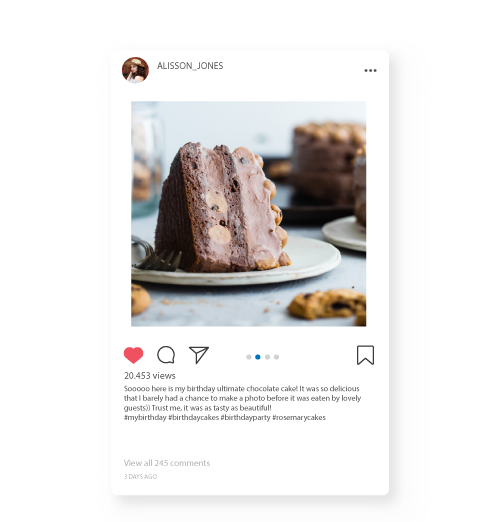 ALISSON_JONES
20.453 views
Sooooo here is my birthday ultimate chocolate cake! It was so delicious
that I barely had a chance to make a photo before it was eaten by lovely
guests)) Trust me, it was as tasty as beautiful!
#mybirthday #birthdaycakes #birthdayparty #rosemarycakes
View all 245 comments
3 DAYS AGO